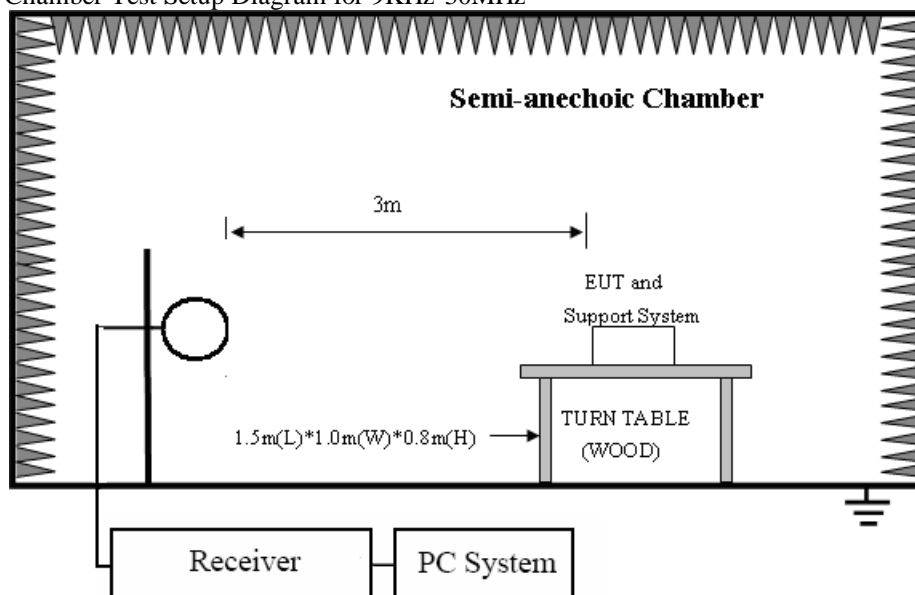 Chamber Test Setup Diagram for 9KHz-30MHz
Semi-anechoic Chamber
3m
EUT and
Support System
1.5m(L)*1.0m(W)*0.8m(H)
TURN TABLE
(WOOD)
Receiver
PC System